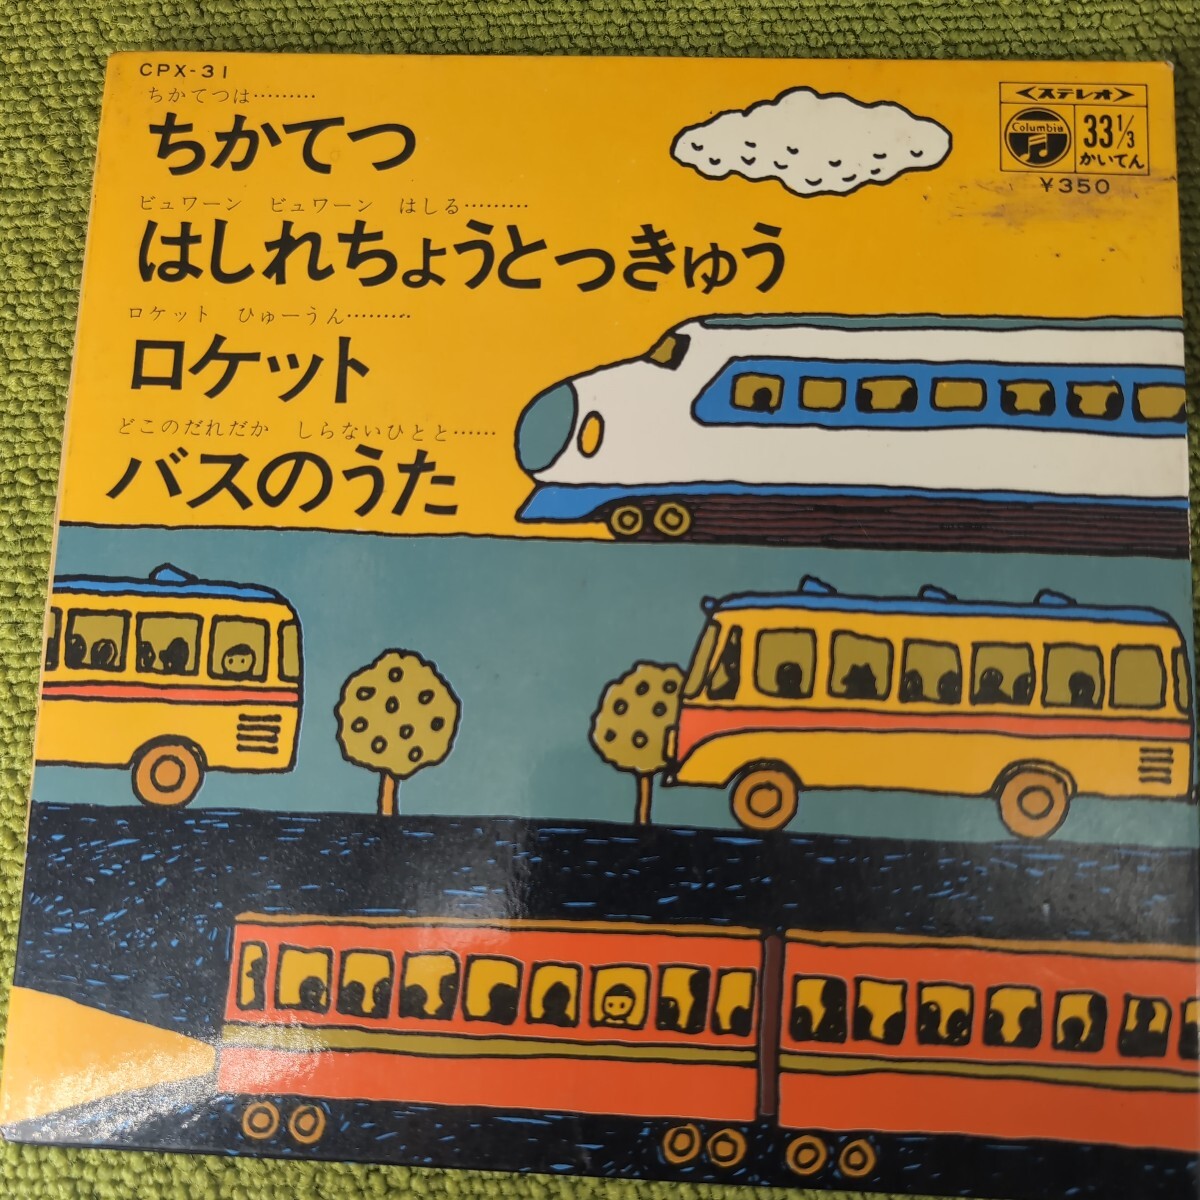 CPX-31
ちかてつは………
ちかてつ
ビュワーン　ビュワーン　はしる………
はしれちょうとっきゅう
ロケット　ひゅーうん………
ロケット
どこのだれだか　しらないひとと……
バスのうた
ステレオ
Columbia
33 1/3
かいてん
￥350